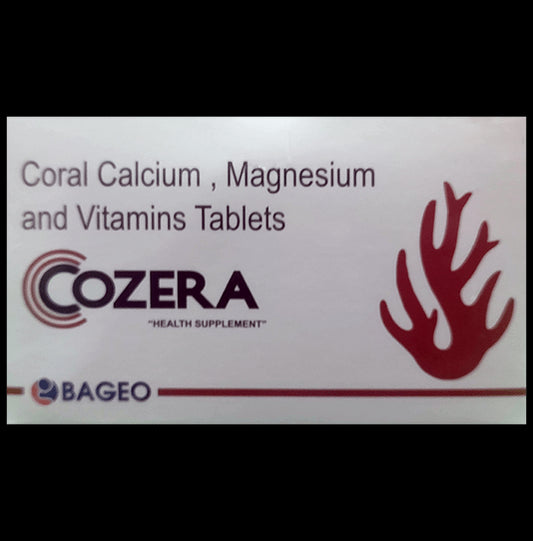 Coral Calcium , Magnesium
and Vitamins Tablets
COZERA
"HEALTH SUPPLEMENT"
BAGEO